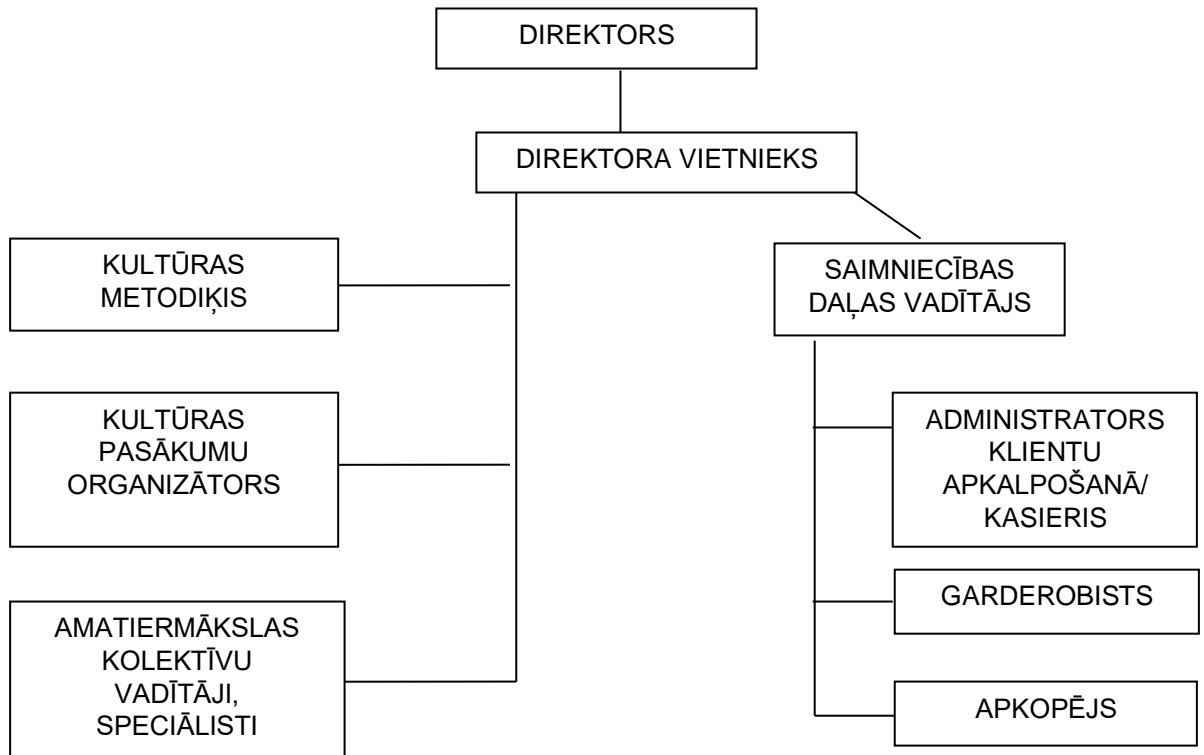 DIREKTORS
DIREKTORA VIETNIEKS
KULTŪRAS
METODIĶIS
SAIMNIECĪBAS
DAĻAS VADĪTĀJS
KULTŪRAS
PASĀKUMU
ORGANIZĀTORS
ADMINISTRATORS
KLIENTU
APKALPOŠANĀ/
KASIERIS
GARDEROBISTS
AMATIERMĀKSLAS
KOLEKTĪVU
VADĪTĀJI,
SPECIĀLISTI
APKOPĒJS